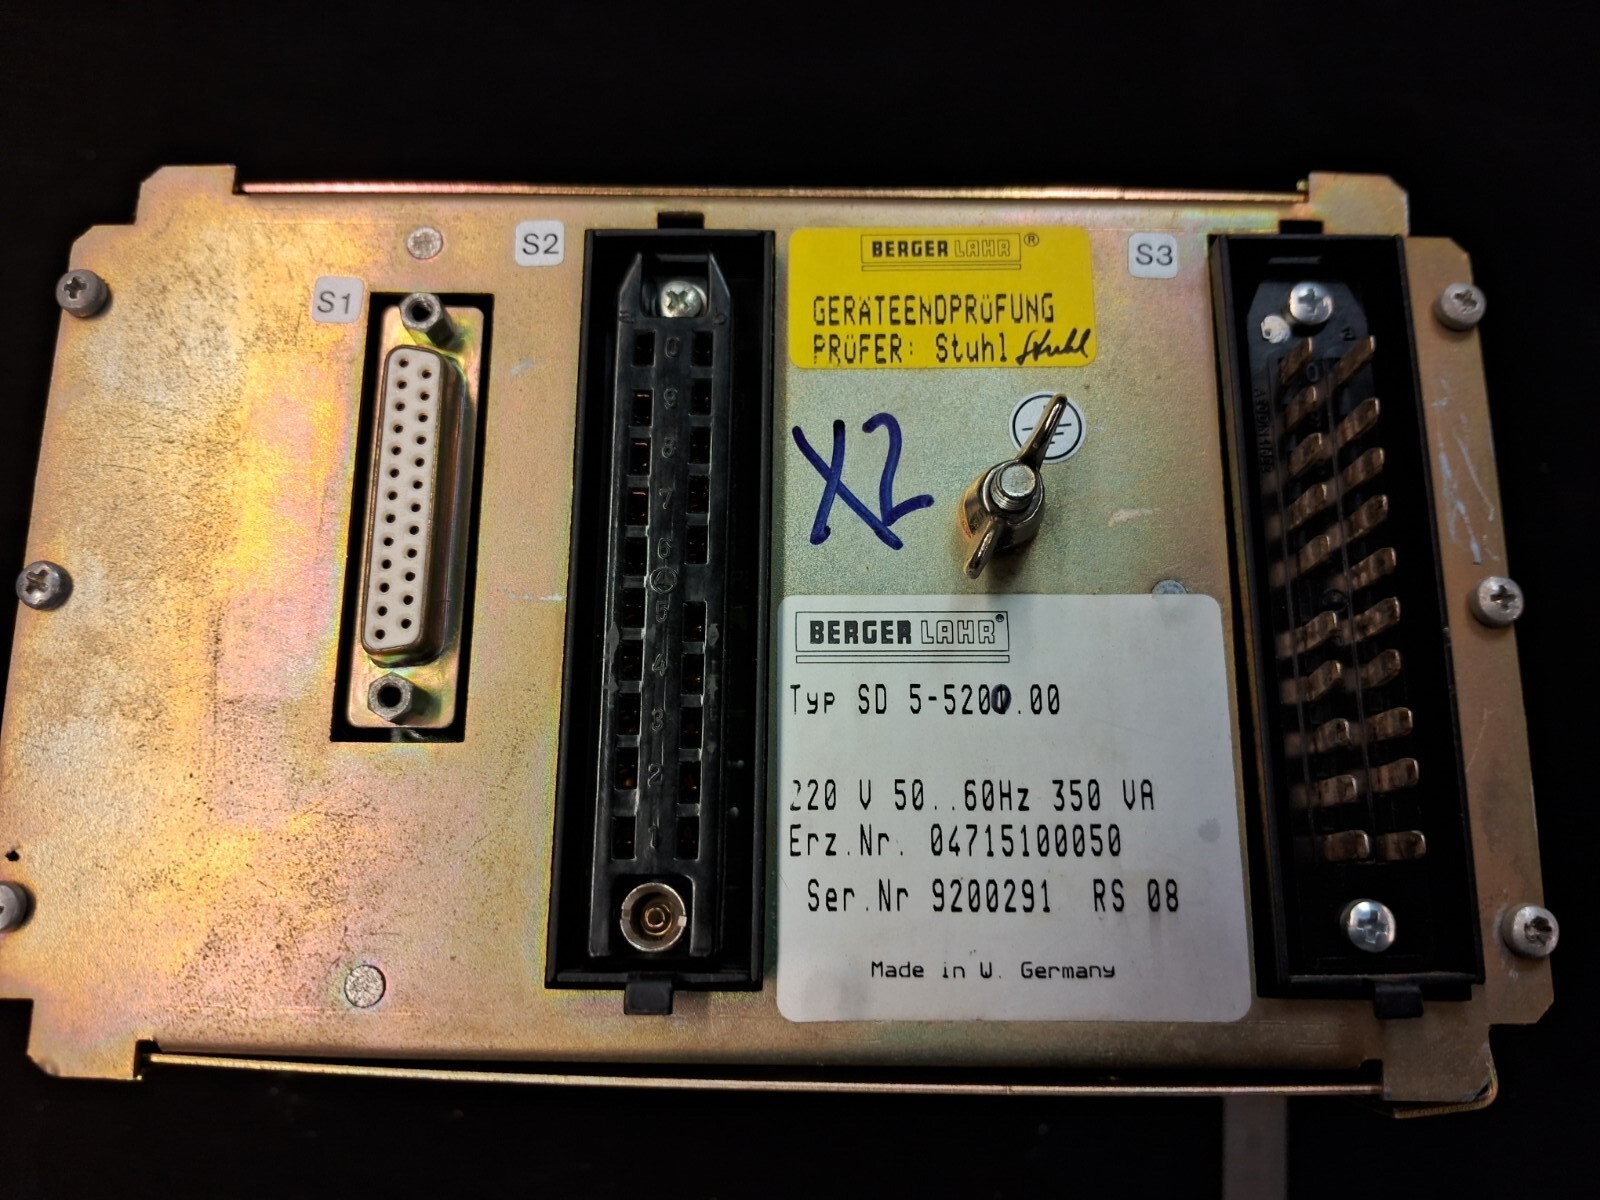 S1
S2
BERGER LAHR®
GERÄTEENDPRÜFUNG
PRÜFER: Stuhl Stuhl
X2
S3
BERGER LAHR®
Typ SD 5-5200.00
220 V 50..60Hz 350 VA
Erz.Nr. 04715100050
Ser.Nr 9200291 RS 08
Made in W. Germany